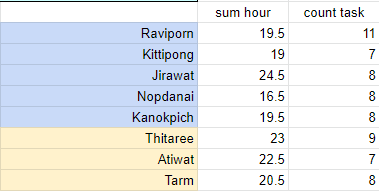 sum hour count task
Raviporn 19.5 11
Kittipong 19 7
Jirawat 24.5 8
Nopdanai 16.5 8
Kanokpich 19.5 8
Thitaree 23 9
Atiwat 22.5 7
Tarm 20.5 8